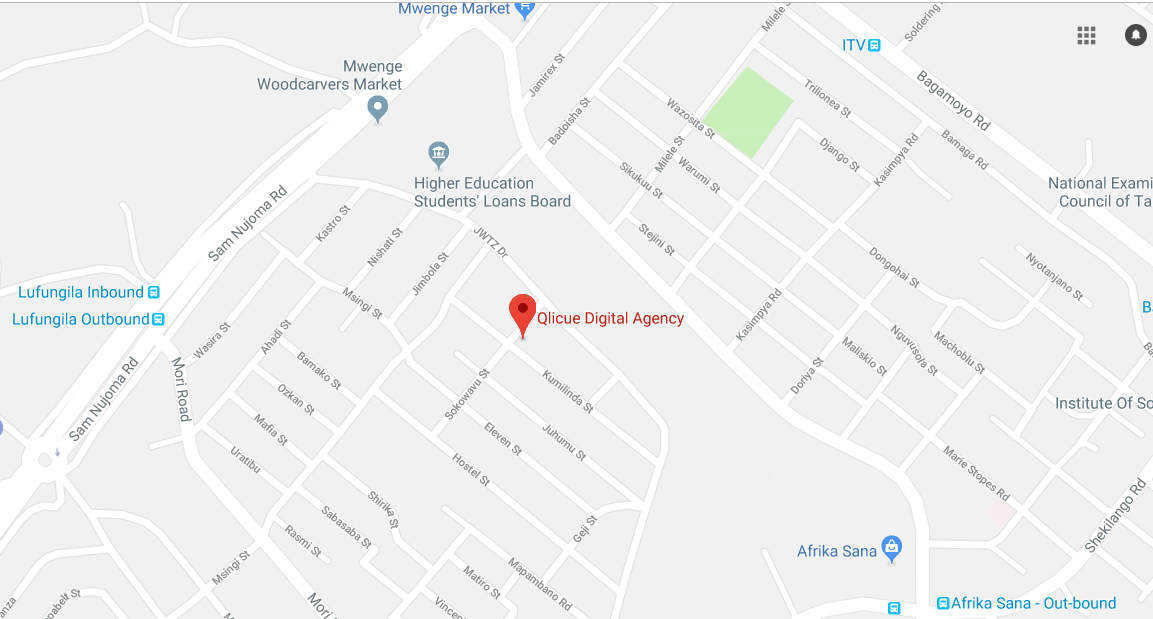 Mwenge Market
Milele St
Soldering
ITV
Mwenge
Woodcarvers Market
Jamirex St
Bagamoyo Rd
Trilionea St
Wazosita St
Badoisha St
Bamaga Rd
Milele St
Django St
Kasimpya Rd
Warumi St
Sikukuu St
Higher Education
Students' Loans Board
National Exami
Council of Ta
Sam Nujoma Rd
Kastro St
Nishati St
JWTZ Dr
Stejini St
Jimbola St
Dongohai St
Nyotanjano St
Lufungila Inbound
Lufungila Outbound
Msingi St
Qlicue Digital Agency
Kasimpya Rd
B
Wasira St
Ahadi St
Bamako St
Maliskio St
Machoblu St
Doriya St
Sam Nujoma Rd
Mori Road
Ozkan St
Sokowavu St
Kumilinda St
Institute Of So
Mafia St
Eleven St
Juhumu St
Uratibu
Hostel St
Marie Stopes Rd
Shirika St
Sabasaba St
Rasmi St
Geji St
Shekilango Rd
Afrika Sana
Msingi St
Matiro St
Mapambano Rd
Mori
Vincen
Afrika Sana - Out-bound